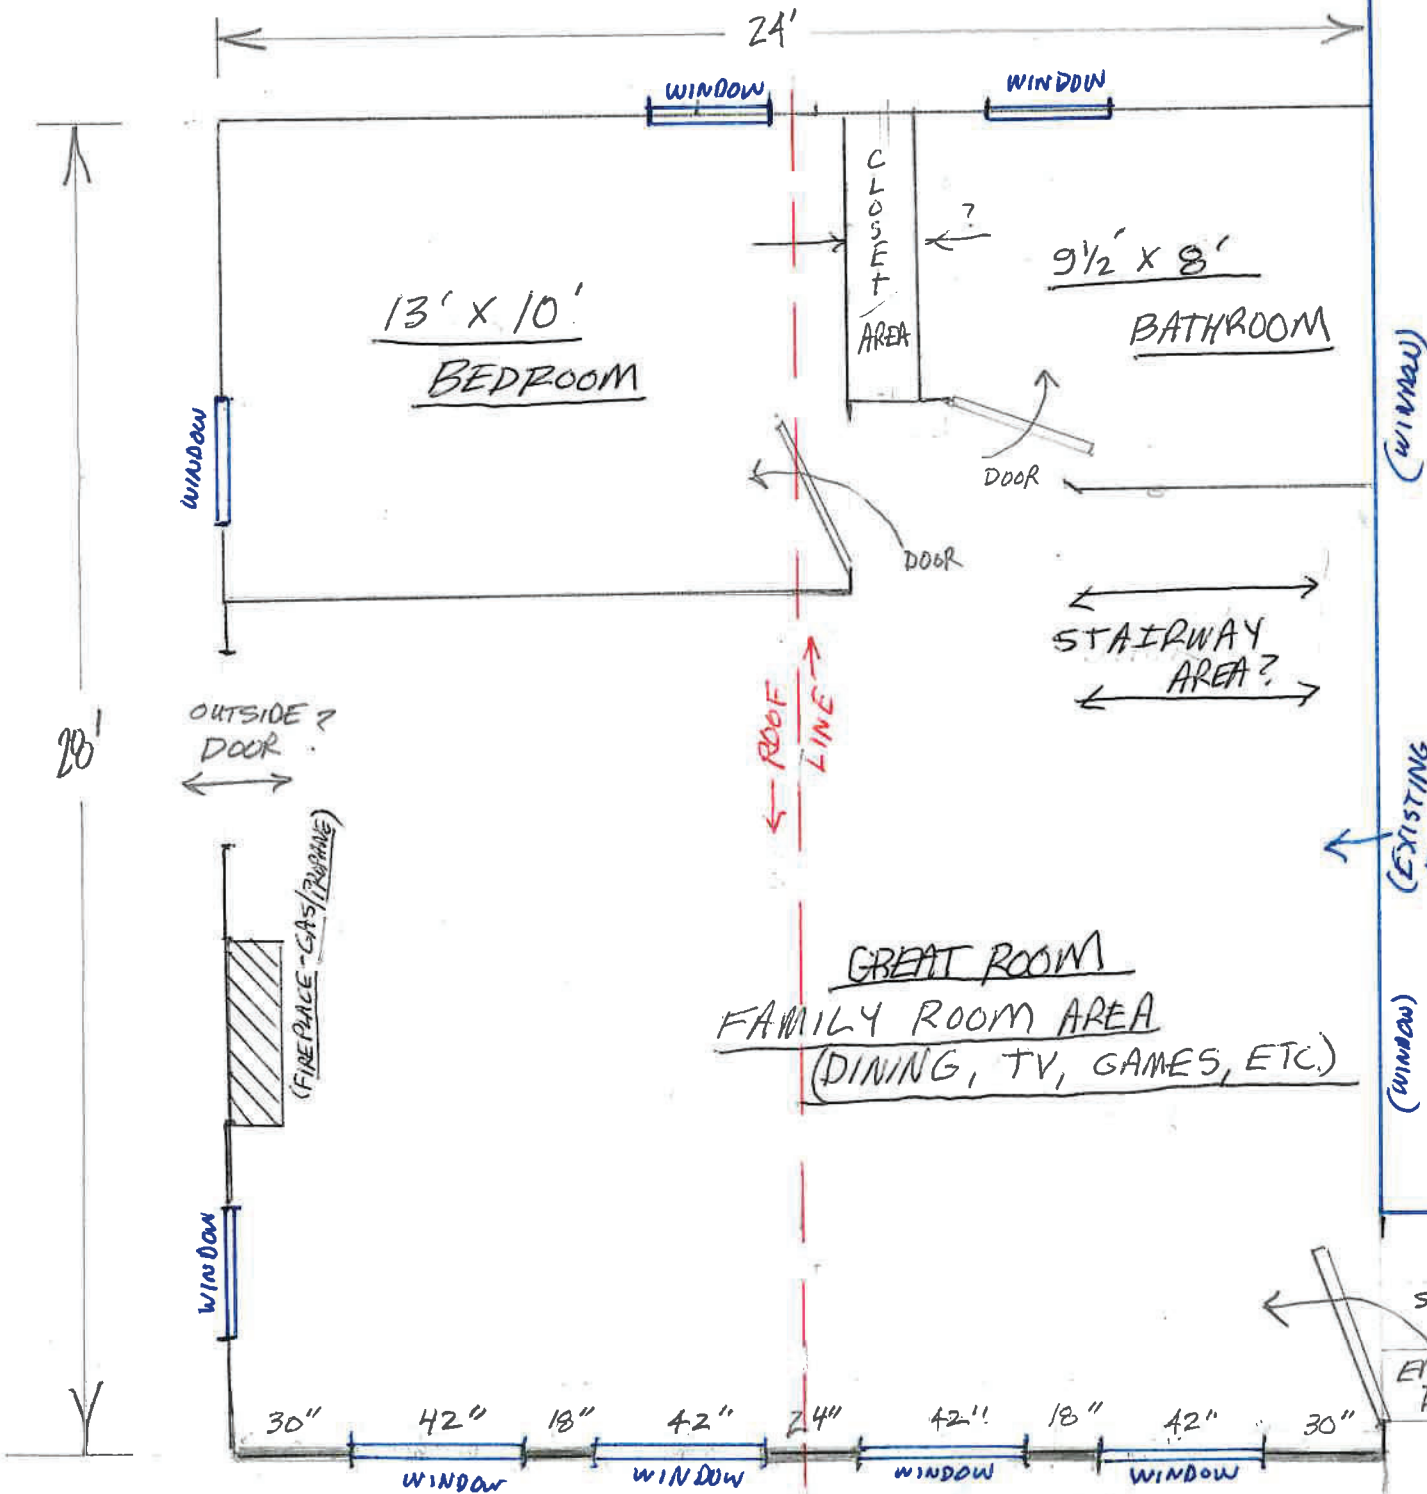 24'
WINDOW
WINDOW
CLOSET
AREA
?
9½' X 8'
BATHROOM
13' X 10'
BEDROOM
(WINDOW)
WINDOW
DOOR
DOOR
STAIRWAY
AREA?
OUTSIDE ?
DOOR
← ROOF
LINE →
28'
(EXISTING
(FIREPLACE-GAS/PROPANE)
GREAT ROOM
FAMILY ROOM AREA
(DINING, TV, GAMES, ETC.)
(WINDOW)
WINDOW
30" 42" 18" 42" 24" 42" 18" 42" 30"
WINDOW WINDOW WINDOW WINDOW